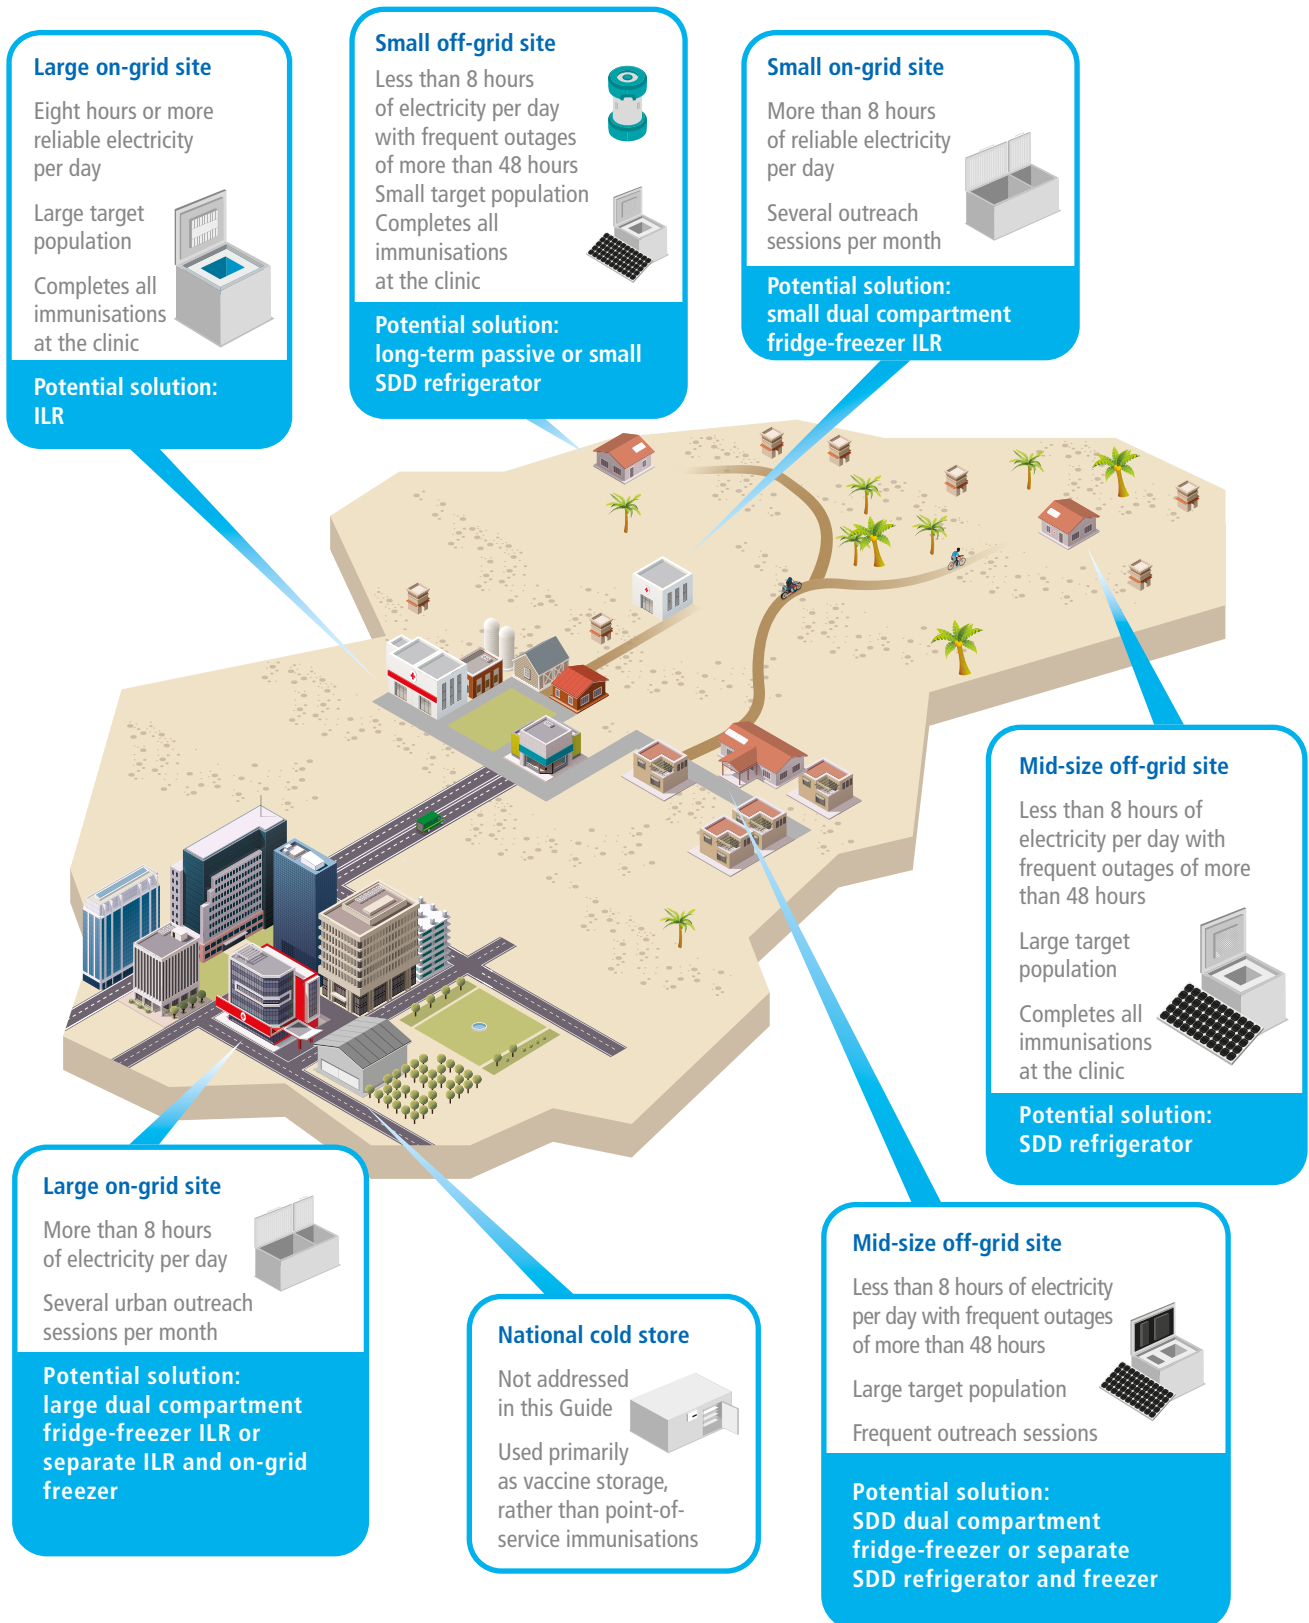 Large on-grid site
Eight hours or more
reliable electricity
per day
Large target
population
Completes all
immunisations
at the clinic
Potential solution:
ILR
Small off-grid site
Less than 8 hours
of electricity per day
with frequent outages
of more than 48 hours
Small target population
Completes all
immunisations
at the clinic
Potential solution:
long-term passive or small
SDD refrigerator
Small on-grid site
More than 8 hours
of reliable electricity
per day
Several outreach
sessions per month
Potential solution:
small dual compartment
fridge-freezer ILR
Mid-size off-grid site
Less than 8 hours of
electricity per day with
frequent outages of more
than 48 hours
Large target
population
Completes all
immunisations
at the clinic
Potential solution:
SDD refrigerator
Large on-grid site
More than 8 hours
of electricity per day
Several urban outreach
sessions per month
Potential solution:
large dual compartment
fridge-freezer ILR or
separate ILR and on-grid
freezer
National cold store
Not addressed
in this Guide
Used primarily
as vaccine storage,
rather than point-of-
service immunisations
Mid-size off-grid site
Less than 8 hours of electricity
per day with frequent outages
of more than 48 hours
Large target population
Frequent outreach sessions
Potential solution:
SDD dual compartment
fridge-freezer or separate
SDD refrigerator and freezer